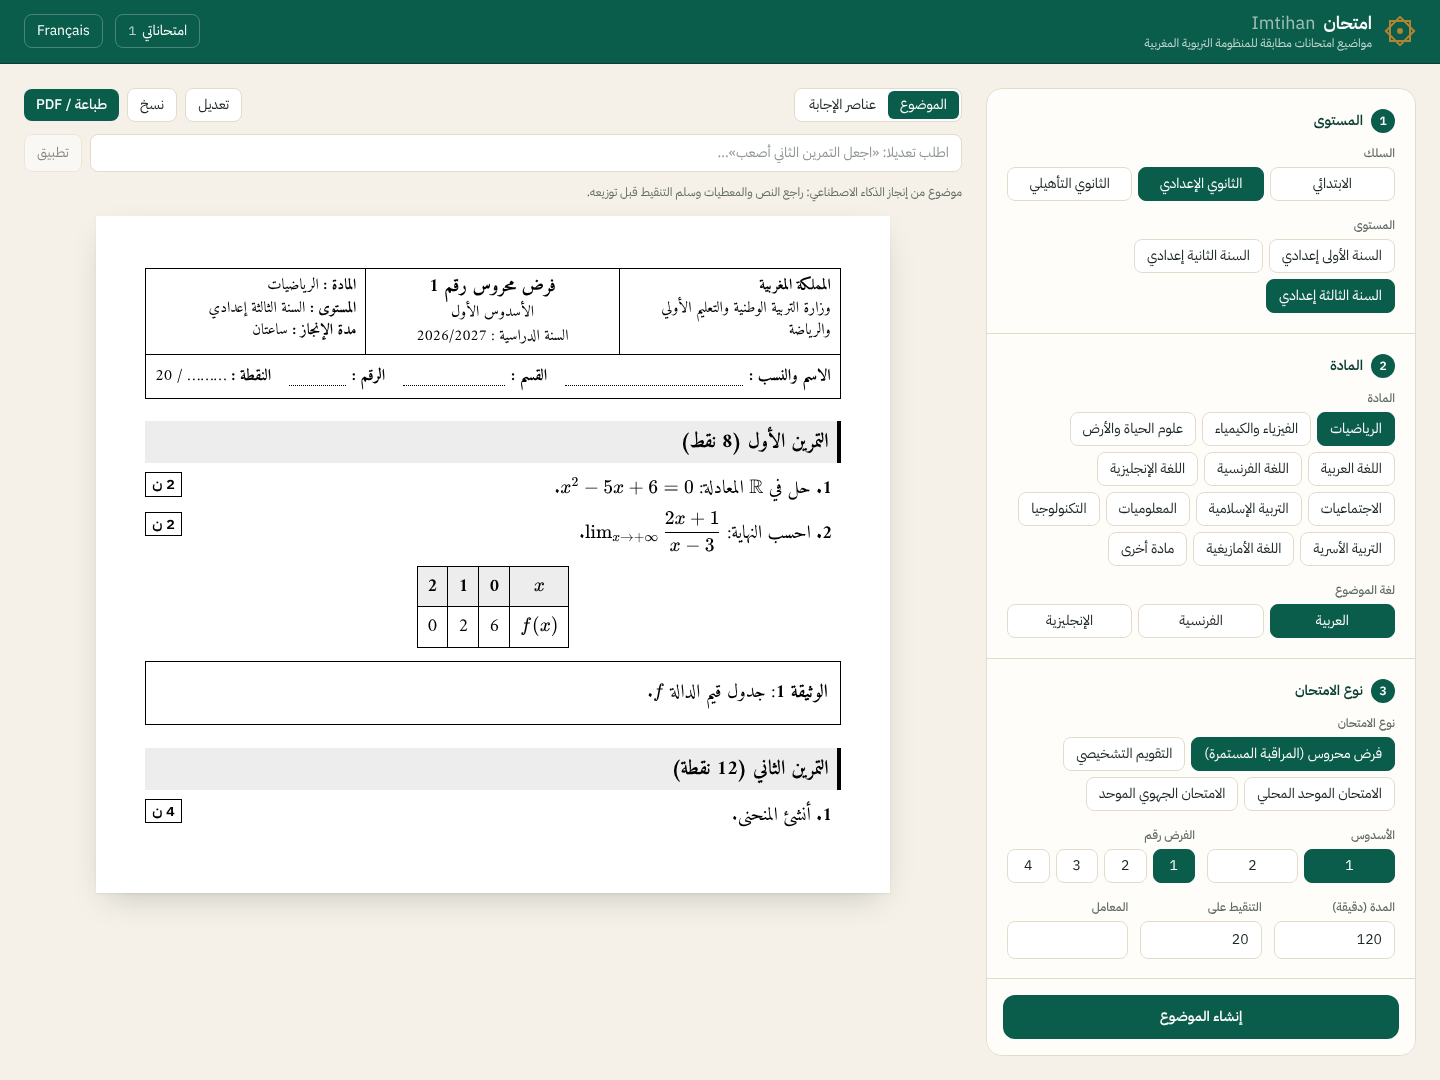 امتحان Imtihan
مواضيع امتحانات مطابقة للمنظومة التربوية المغربية
امتحاناتي 1
Français
1 المستوى
السلك
الابتدائي
الثانوي الإعدادي
الثانوي التأهيلي
المستوى
السنة الأولى إعدادي
السنة الثانية إعدادي
السنة الثالثة إعدادي
2 المادة
المادة
الرياضيات
الفيزياء والكيمياء
علوم الحياة والأرض
اللغة العربية
اللغة الفرنسية
اللغة الإنجليزية
الاجتماعيات
التربية الإسلامية
المعلوميات
التكنولوجيا
التربية الأسرية
اللغة الأمازيغية
مادة أخرى
لغة الموضوع
العربية
الفرنسية
الإنجليزية
3 نوع الامتحان
نوع الامتحان
فرض محروس (المراقبة المستمرة)
التقويم التشخيصي
الامتحان الموحد المحلي
الامتحان الجهوي الموحد
الأسدوس
1
2
الفرض رقم
1
2
3
4
المدة (دقيقة)
120
التنقيط على
20
المعامل
إنشاء الموضوع
الموضوع
عناصر الإجابة
تعديل
نسخ
طباعة / PDF
اطلب تعديلا: «اجعل التمرين الثاني أصعب»...
تطبيق
موضوع من إنجاز الذكاء الاصطناعي: راجع النص والمعطيات وسلم التنقيط قبل توزيعه.
المملكة المغربية
وزارة التربية الوطنية والتعليم الأولي
والرياضة
فرض محروس رقم 1
الأسدوس الأول
السنة الدراسية : 2026/2027
المادة : الرياضيات
المستوى : السنة الثالثة إعدادي
مدة الإنجاز : ساعتان
الاسم والنسب :
القسم :
الرقم :
النقطة : ......... / 20
التمرين الأول (8 نقط)
1. حل في ℝ المعادلة: x² − 5x + 6 = 0.
2 ن
2. احسب النهاية: lim x→+∞ (2x + 1)/(x − 3).
2 ن
x 0 1 2
f(x) 6 2 0
الوثيقة 1: جدول قيم الدالة f.
التمرين الثاني (12 نقطة)
1. أنشئ المنحنى.
4 ن